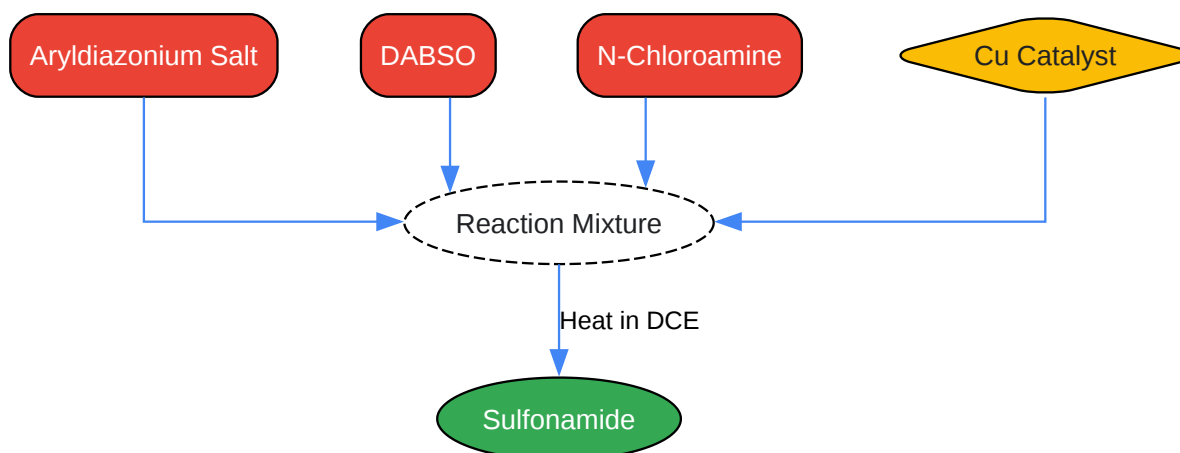 Aryldiazonium Salt
DABSO
N-Chloroamine
Cu Catalyst
Reaction Mixture
Heat in DCE
Sulfonamide